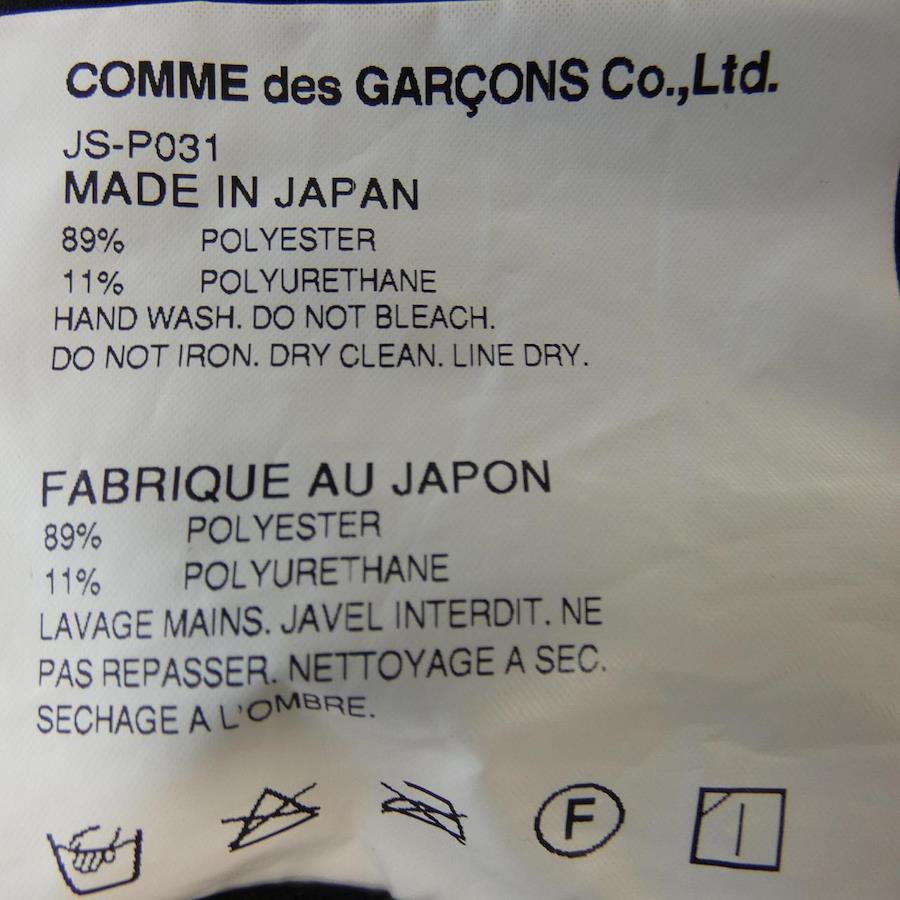 COMME des GARÇONS Co.,Ltd.
JS-P031
MADE IN JAPAN
89% POLYESTER
11% POLYURETHANE
HAND WASH. DO NOT BLEACH.
DO NOT IRON. DRY CLEAN. LINE DRY.
FABRIQUE AU JAPON
89% POLYESTER
11% POLYURETHANE
LAVAGE MAINS. JAVEL INTERDIT. NE
PAS REPASSER. NETTOYAGE A SEC.
SECHAGE A L'OMBRE.
F